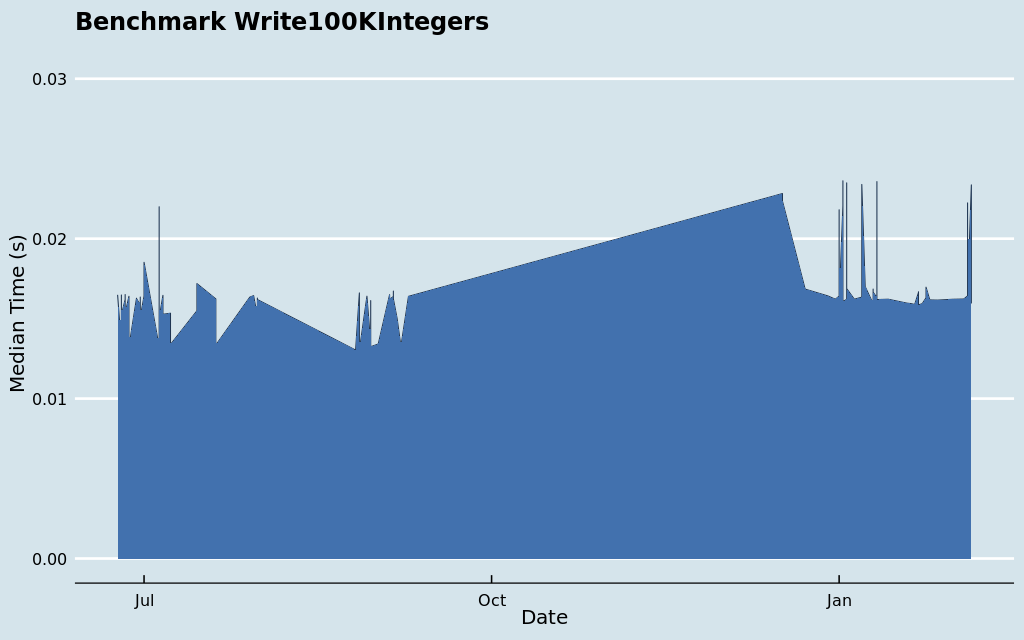 Benchmark Write100KIntegers
0.03
0.02
0.01
0.00
Median Time (s)
Jul
Oct
Jan
Date